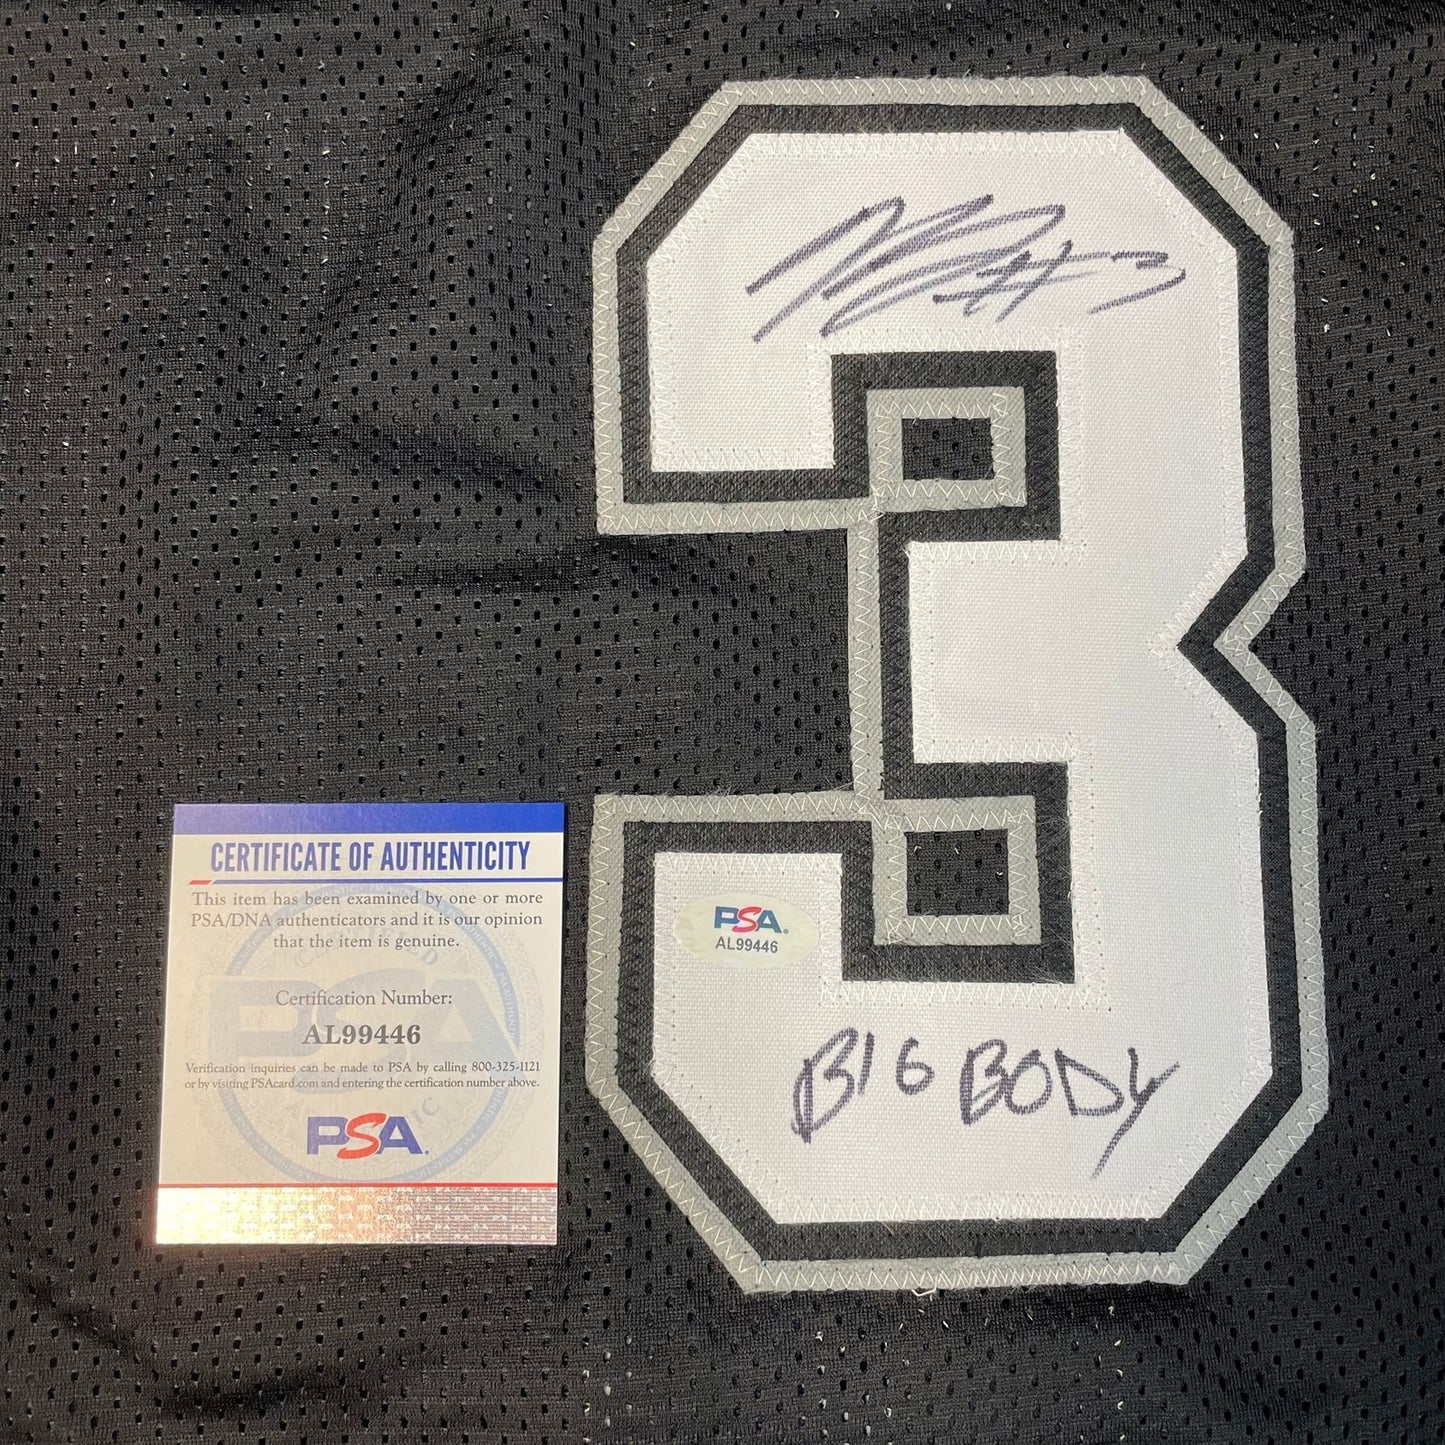 #3
3
CERTIFICATE OF AUTHENTICITY
This item has been examined by one or more
PSA/DNA authenticators and it is our opinion
that the item is genuine.
Certification Number:
AL99446
Verification inquiries can be made to PSA by calling 800-325-1121
or by visiting PSAcard.com and entering the certification number above.
PSA.
PSA.
AL99446
BIG BODY